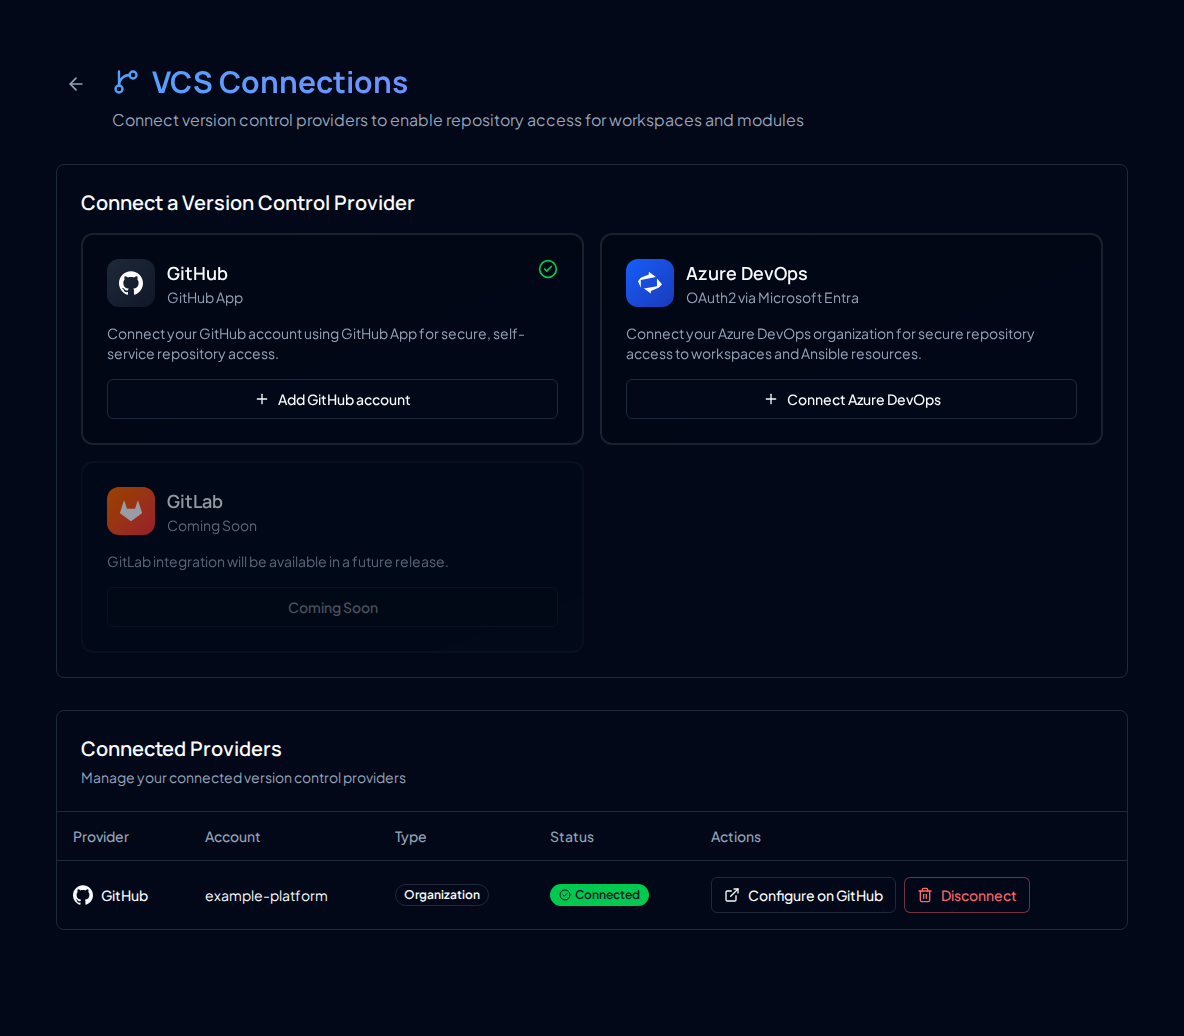 VCS Connections
Connect version control providers to enable repository access for workspaces and modules
Connect a Version Control Provider
GitHub
GitHub App
Connect your GitHub account using GitHub App for secure, self-
service repository access.
Add GitHub account
Azure DevOps
OAuth2 via Microsoft Entra
Connect your Azure DevOps organization for secure repository
access to workspaces and Ansible resources.
Connect Azure DevOps
GitLab
Coming Soon
GitLab integration will be available in a future release.
Coming Soon
Connected Providers
Manage your connected version control providers
Provider Account Type Status Actions
GitHub example-platform Organization Connected Configure on GitHub Disconnect